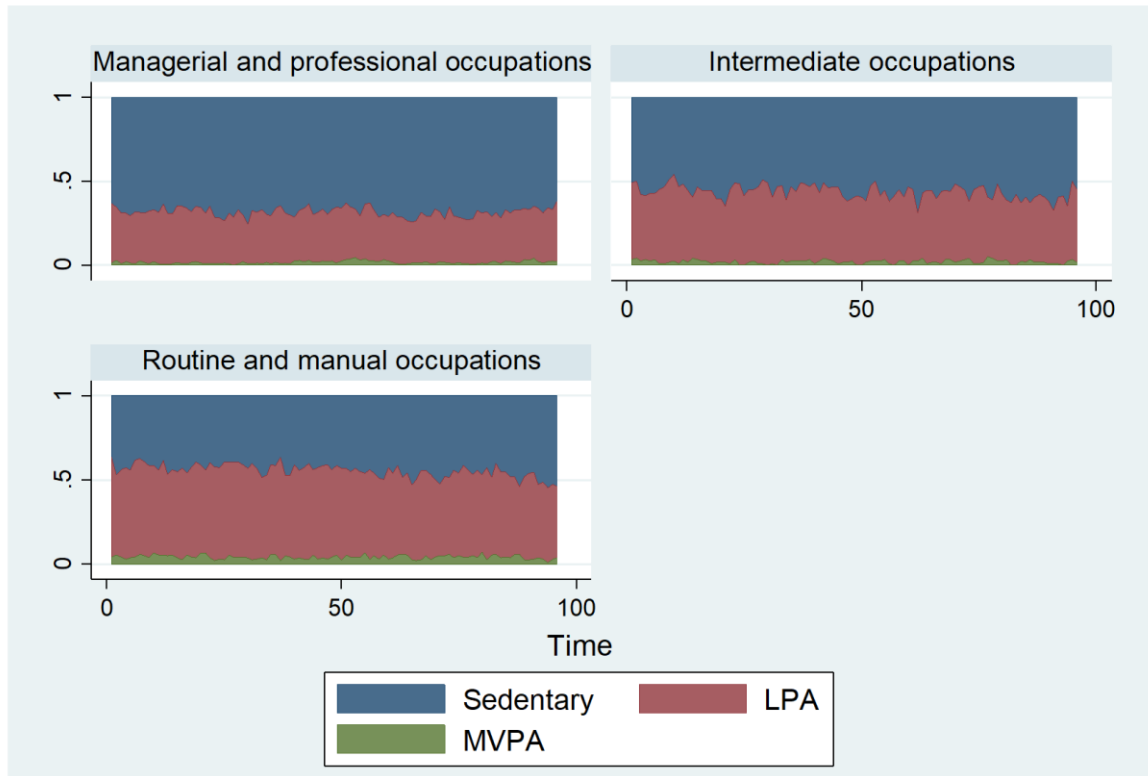 Managerial and professional occupations
Intermediate occupations
1
.5
0
0 50 100
Routine and manual occupations
1
.5
0
0 50 100
Time
Sedentary LPA
MVPA